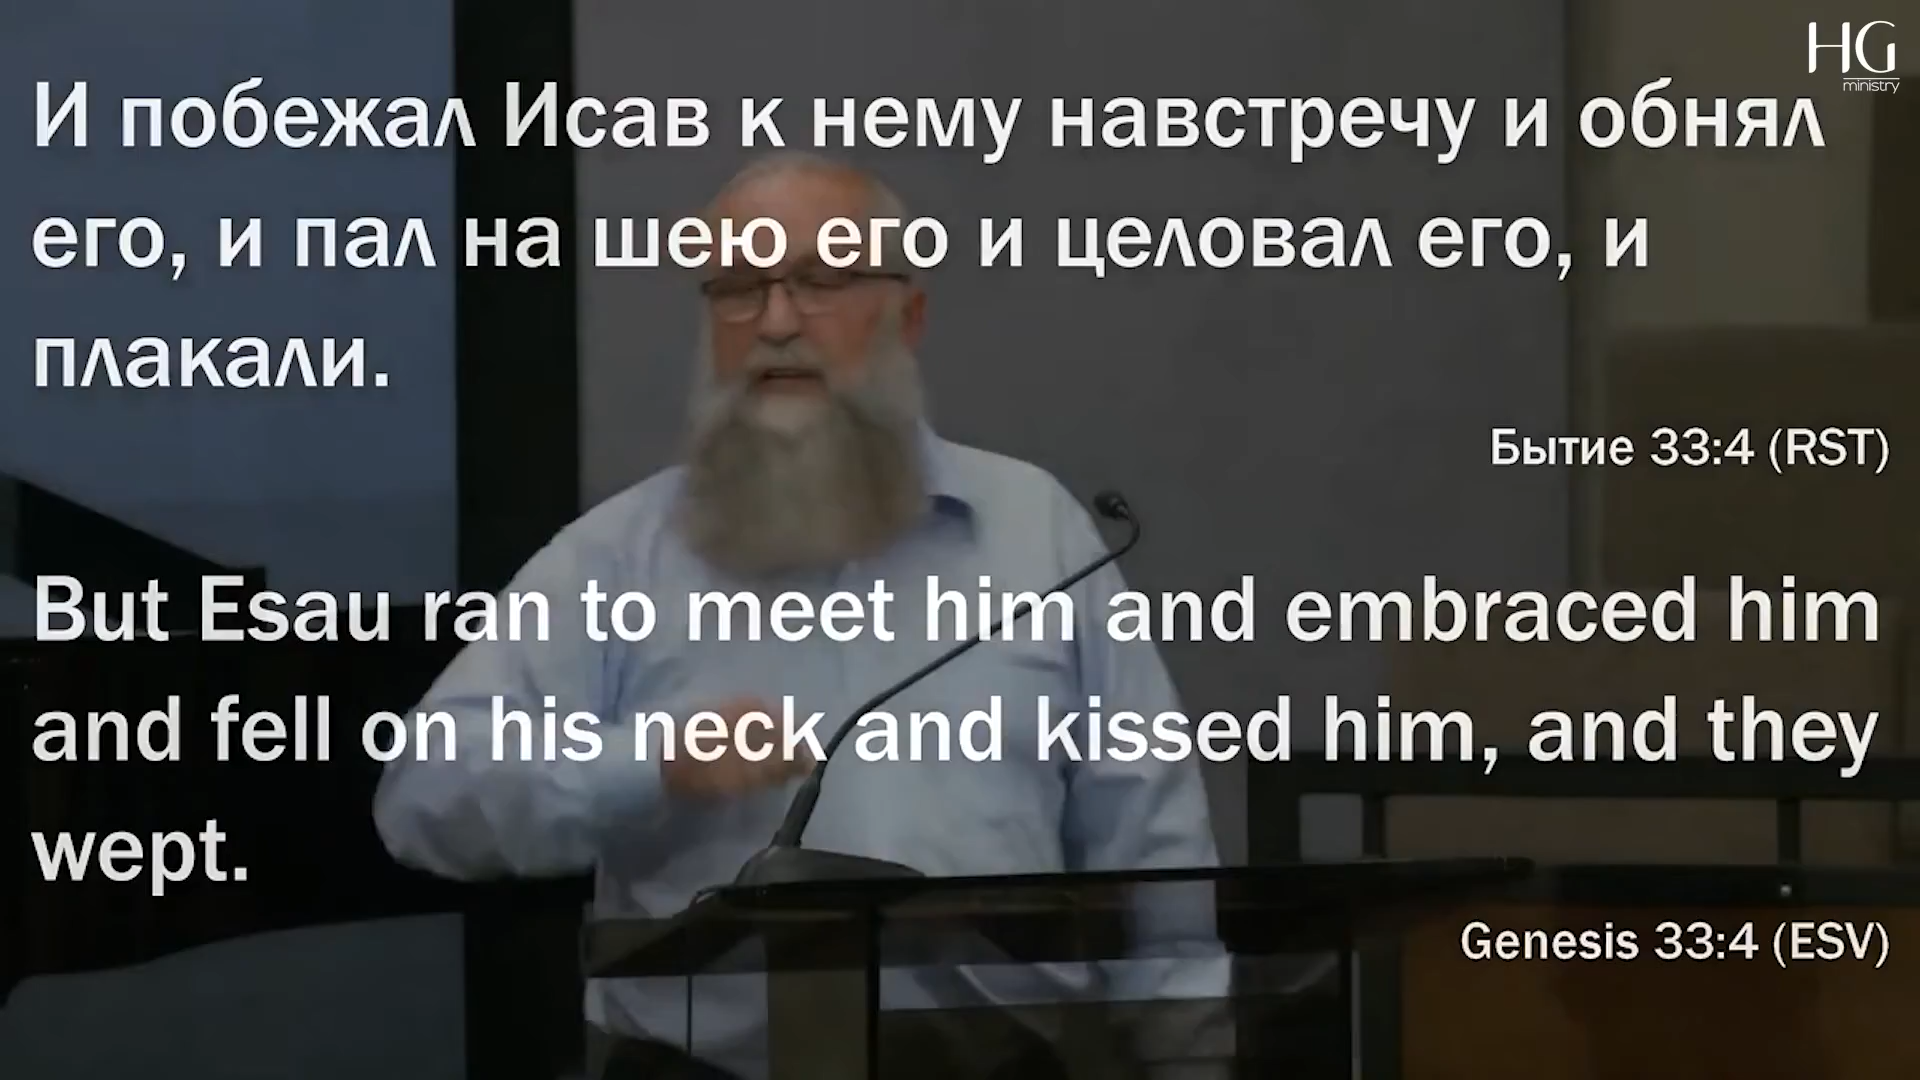 HG
ministry
И побежал Исав к нему навстречу и обнял
его, и пал на шею его и целовал его, и
плакали.
Бытие 33:4 (RST)
But Esau ran to meet him and embraced him
and fell on his neck and kissed him, and they
wept.
Genesis 33:4 (ESV)